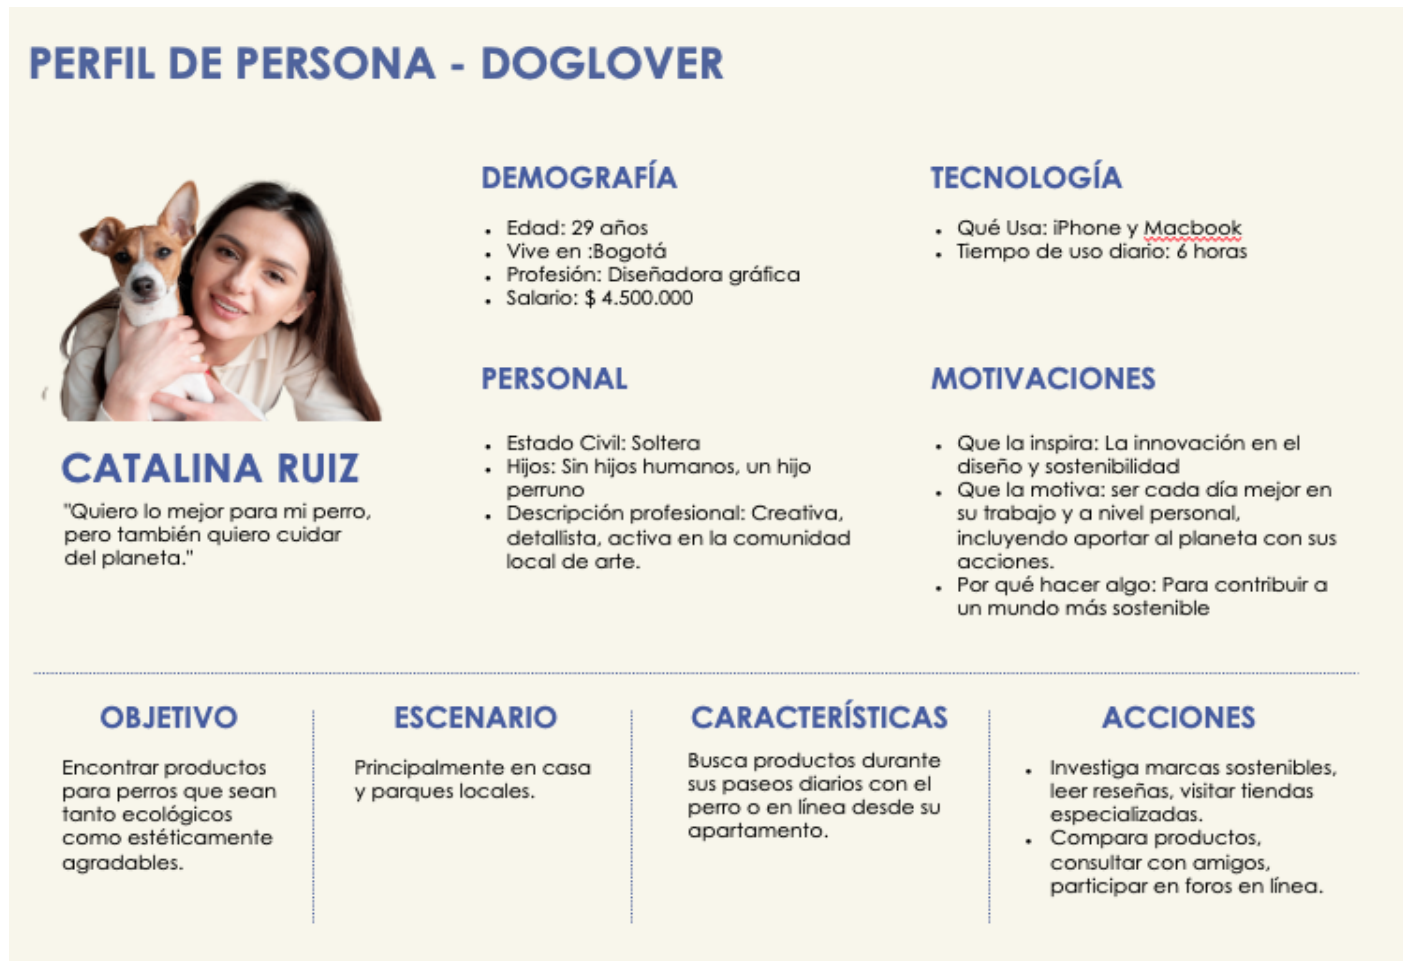 PERFIL DE PERSONA - DOGLOVER
CATALINA RUIZ
"Quiero lo mejor para mi perro,
pero también quiero cuidar
del planeta."
DEMOGRAFÍA
• Edad: 29 años
• Vive en :Bogotá
• Profesión: Diseñadora gráfica
• Salario: $ 4.500.000
TECNOLOGÍA
• Qué Usa: iPhone y Macbook
• Tiempo de uso diario: 6 horas
PERSONAL
• Estado Civil: Soltera
• Hijos: Sin hijos humanos, un hijo
perruno
• Descripción profesional: Creativa,
detallista, activa en la comunidad
local de arte.
MOTIVACIONES
• Que la inspira: La innovación en el
diseño y sostenibilidad
• Que la motiva: ser cada día mejor en
su trabajo y a nivel personal,
incluyendo aportar al planeta con sus
acciones.
• Por qué hacer algo: Para contribuir a
un mundo más sostenible
OBJETIVO
Encontrar productos
para perros que sean
tanto ecológicos
como estéticamente
agradables.
ESCENARIO
Principalmente en casa
y parques locales.
CARACTERÍSTICAS
Busca productos durante
sus paseos diarios con el
perro o en línea desde su
apartamento.
ACCIONES
• Investiga marcas sostenibles,
leer reseñas, visitar tiendas
especializadas.
• Compara productos,
consultar con amigos,
participar en foros en línea.